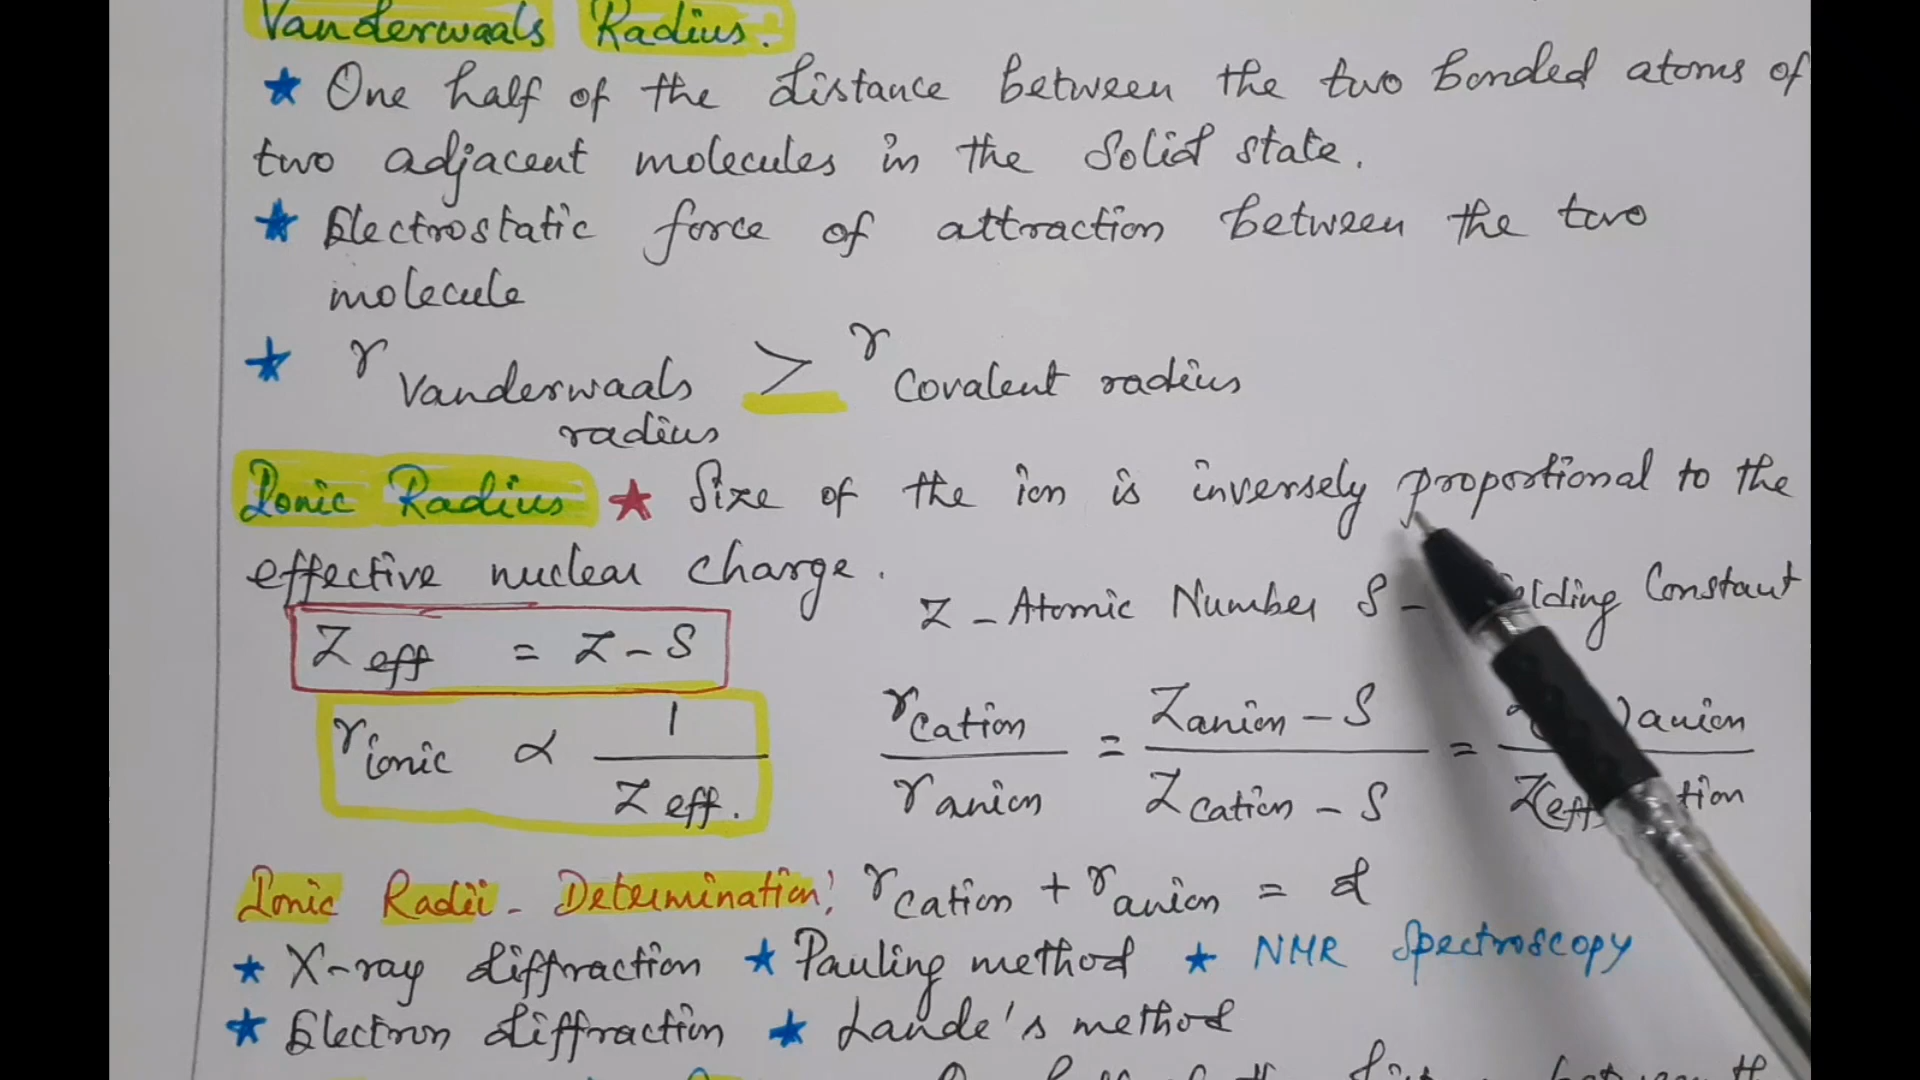 Vanderwaals Radius.
★ One half of the distance between the two bonded atoms of
two adjacent molecules in the Solid state.
★ Electrostatic force of attraction between the two
molecule
★ r Vanderwaals radius > r Covalent radius
Ionic Radius ★ Size of the ion is inversely proportional to the
effective nuclear charge.
Z - Atomic Number S - Constant
Z eff = Z - S
r ionic ∝ 1 / Z eff.
r Cation / r anion = Z anion - S / Z Cation - S = anion /
Ionic Radii - Determination: r Cation + r anion = d
★ X-ray diffraction ★ Pauling method ★ NMR Spectroscopy
★ Electron diffraction ★ Lande's method